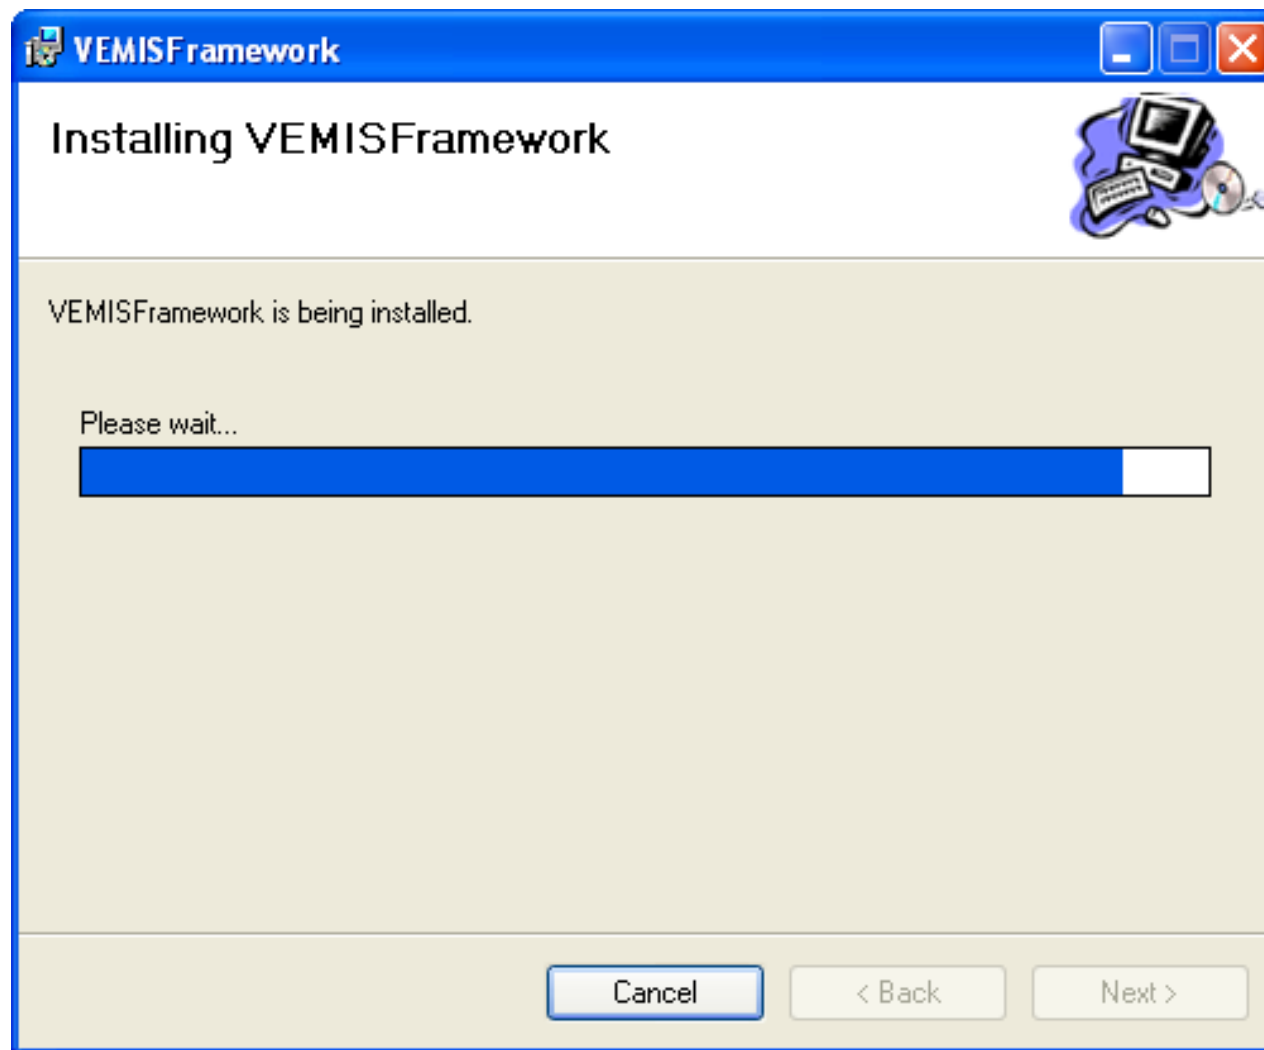 VEMISFramework
Installing VEMISFramework
VEMISFramework is being installed.
Please wait...
Cancel
< Back
Next >